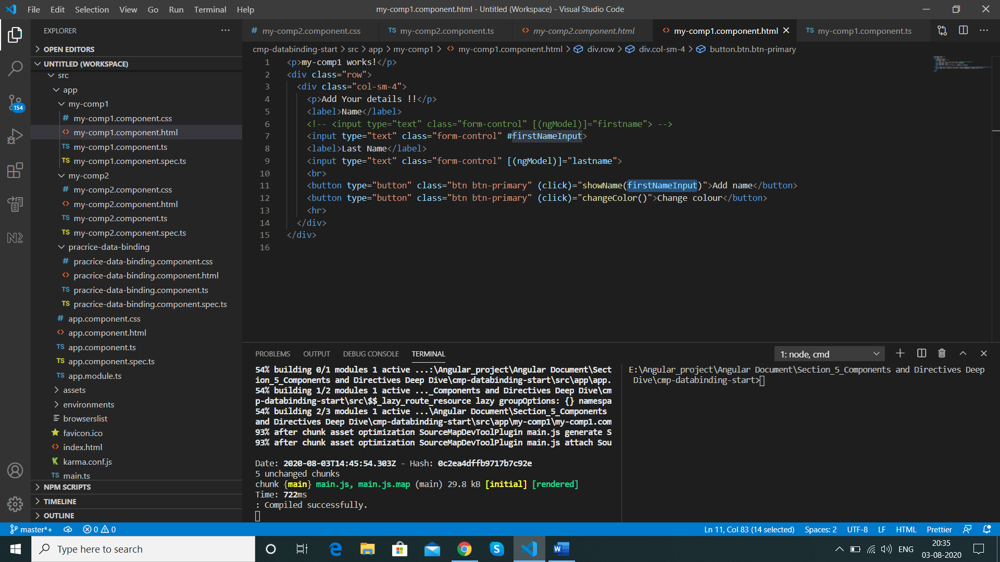 File Edit Selection View Go Run Terminal Help
my-comp1.component.html - Untitled (Workspace) - Visual Studio Code
EXPLORER
OPEN EDITORS
UNTITLED (WORKSPACE)
src
app
my-comp1
# my-comp1.component.css
<> my-comp1.component.html
TS my-comp1.component.ts
TS my-comp1.component.spec.ts
my-comp2
# my-comp2.component.css
<> my-comp2.component.html
TS my-comp2.component.ts
TS my-comp2.component.spec.ts
pracrice-data-binding
# pracrice-data-binding.component.css
<> pracrice-data-binding.component.html
TS pracrice-data-binding.component.ts
TS pracrice-data-binding.component.spec.ts
# app.component.css
<> app.component.html
TS app.component.ts
TS app.component.spec.ts
TS app.module.ts
assets
environments
browserslist
favicon.ico
<> index.html
karma.conf.js
TS main.ts
NPM SCRIPTS
TIMELINE
OUTLINE
154
# my-comp2.component.css
TS my-comp2.component.ts
<> my-comp2.component.html
<> my-comp1.component.html
TS my-comp1.component.ts
cmp-databinding-start > src > app > my-comp1 > <> my-comp1.component.html > div.row > div.col-sm-4 > button.btn.btn-primary
1 <p>my-comp1 works!</p>
2 <div class="row">
3 <div class="col-sm-4">
4 <p>Add Your details !!</p>
5 <label>Name</label>
6 <!-- <input type="text" class="form-control" [(ngModel)]="firstname"> -->
7 <input type="text" class="form-control" #firstNameInput>
8 <label>Last Name</label>
9 <input type="text" class="form-control" [(ngModel)]="lastname">
10 <br>
11 <button type="button" class="btn btn-primary" (click)="showName(firstNameInput)">Add name</button>
12 <button type="button" class="btn btn-primary" (click)="changeColor()">Change colour</button>
13 <hr>
14 </div>
15 </div>
16
PROBLEMS OUTPUT DEBUG CONSOLE TERMINAL
1: node, cmd
54% building 0/1 modules 1 active ...:\Angular_project\Angular Document\Sect
ion_5_Components and Directives Deep Dive\cmp-databinding-start\src\app\app.
54% building 1/2 modules 1 active ..._Components and Directives Deep Dive\cm
p-databinding-start\src\$$_lazy_route_resource lazy groupOptions: {} namespa
54% building 2/3 modules 1 active ...\Angular Document\Section_5_Components
and Directives Deep Dive\cmp-databinding-start\src\app\my-comp1\my-comp1.com
93% after chunk asset optimization SourceMapDevToolPlugin main.js generate S
93% after chunk asset optimization SourceMapDevToolPlugin main.js attach Sou
Date: 2020-08-03T14:45:54.303Z - Hash: 0c2ea4dffb9717b7c92e
5 unchanged chunks
chunk {main} main.js, main.js.map (main) 29.8 kB [initial] [rendered]
Time: 722ms
: Compiled successfully.
E:\Angular_project\Angular Document\Section_5_Components and Directives Deep
Dive\cmp-databinding-start>
master*+ 0 0
Ln 11, Col 83 (14 selected) Spaces: 2 UTF-8 LF HTML Prettier
Type here to search
ENG
20:35
03-08-2020